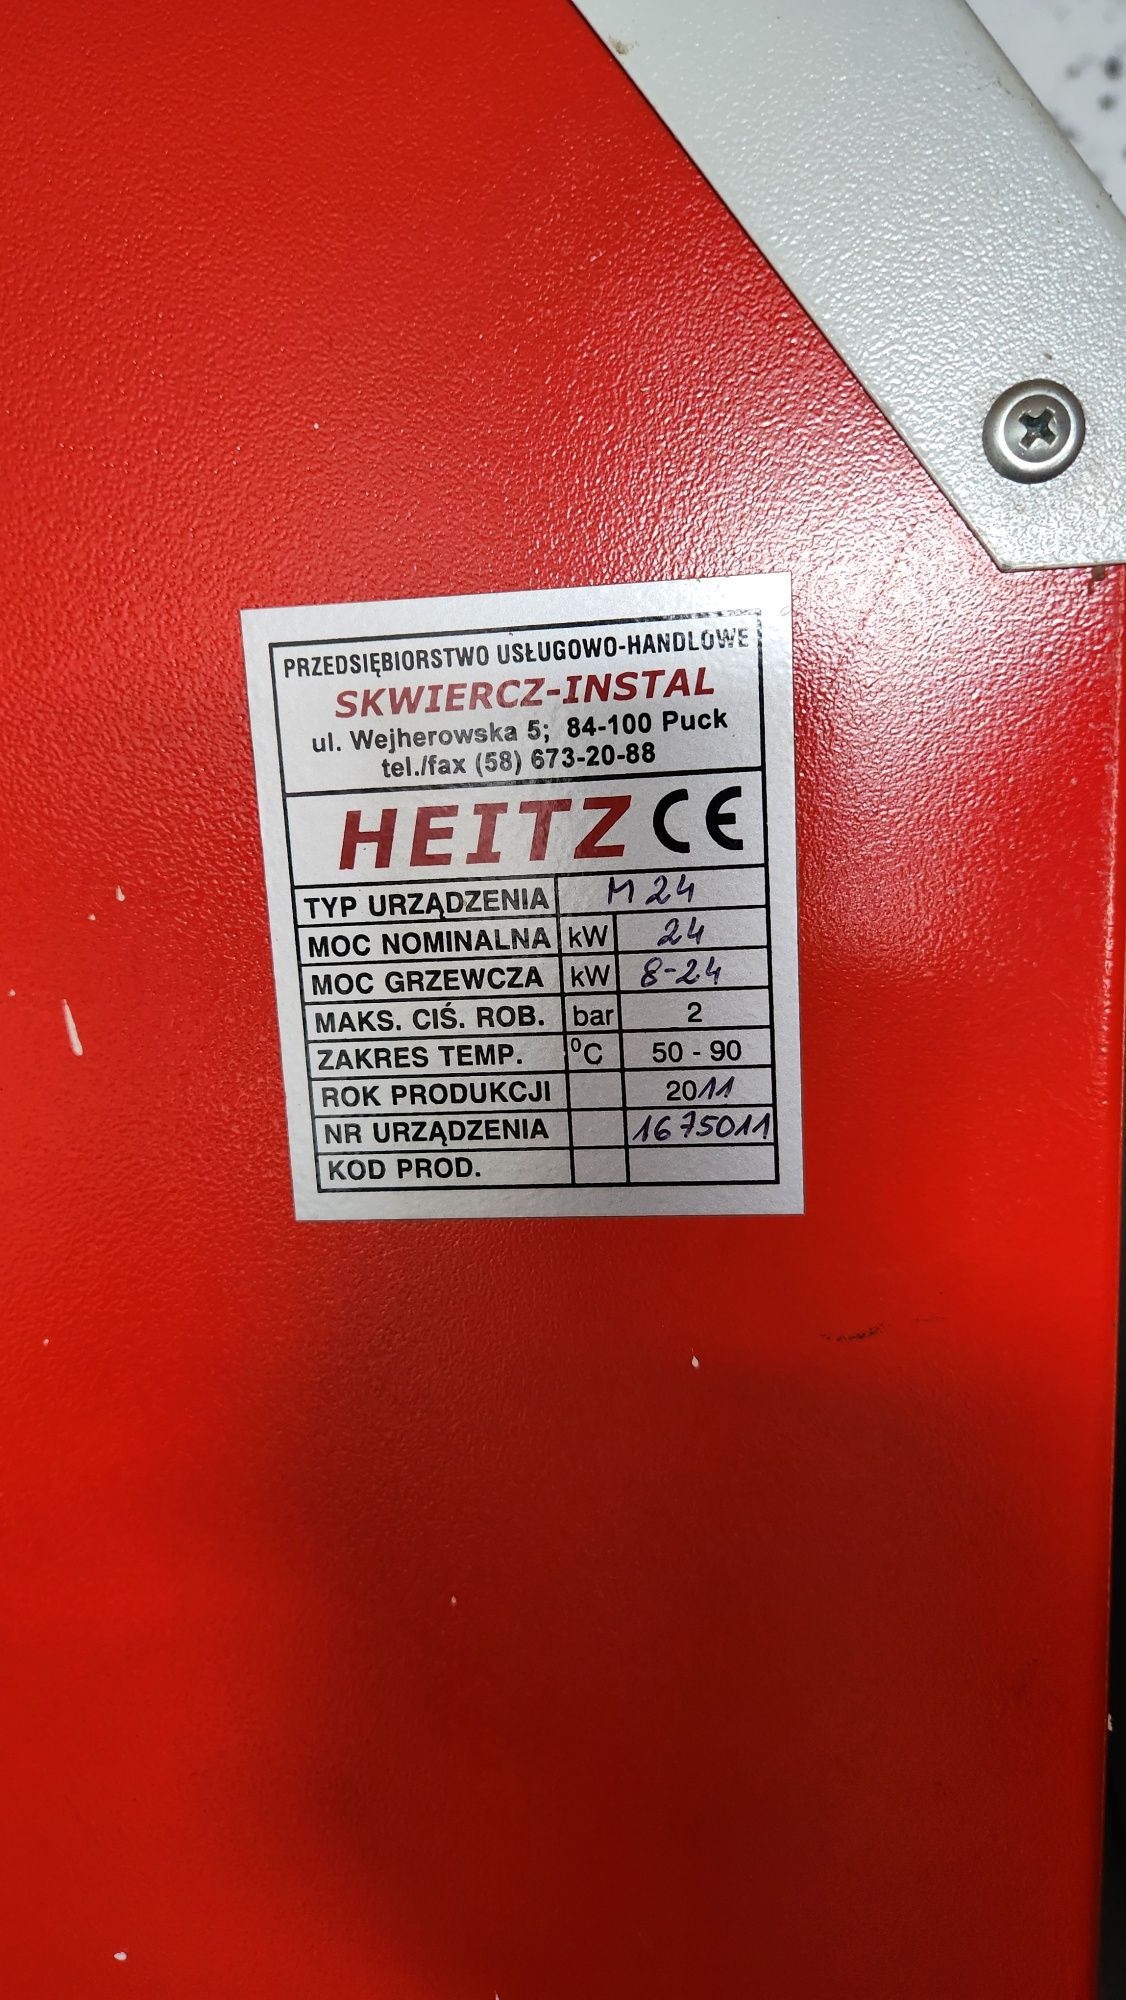 PRZEDSIĘBIORSTWO USŁUGOWO-HANDLOWE
SKWIERCZ-INSTAL
ul. Wejherowska 5; 84-100 Puck
tel./fax (58) 673-20-88
HEITZ CE
TYP URZĄDZENIA M24
MOC NOMINALNA kW 24
MOC GRZEWCZA kW 8-24
MAKS. CIŚ. ROB. bar 2
ZAKRES TEMP. °C 50 - 90
ROK PRODUKCJI 2011
NR URZĄDZENIA 1675011
KOD PROD.